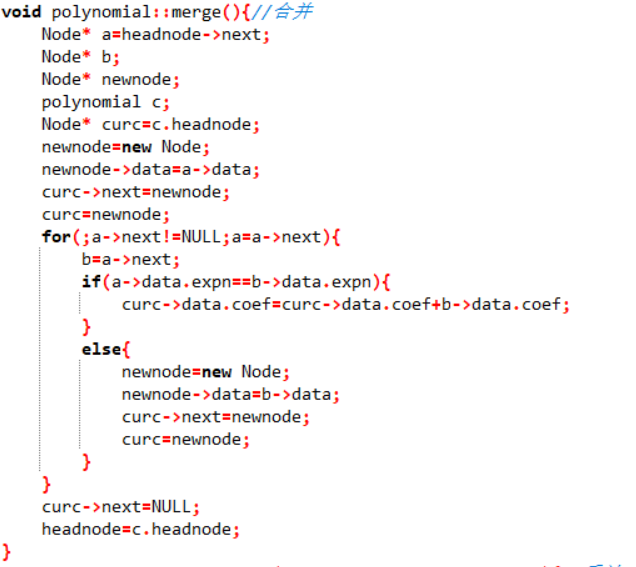 void polynomial::merge(){//合并
    Node* a=headnode->next;
    Node* b;
    Node* newnode;
    polynomial c;
    Node* curc=c.headnode;
    newnode=new Node;
    newnode->data=a->data;
    curc->next=newnode;
    curc=newnode;
    for(;a->next!=NULL;a=a->next){
        b=a->next;
        if(a->data.expn==b->data.expn){
            curc->data.coef=curc->data.coef+b->data.coef;
        }
        else{
            newnode=new Node;
            newnode->data=b->data;
            curc->next=newnode;
            curc=newnode;
        }
    }
    curc->next=NULL;
    headnode=c.headnode;
}